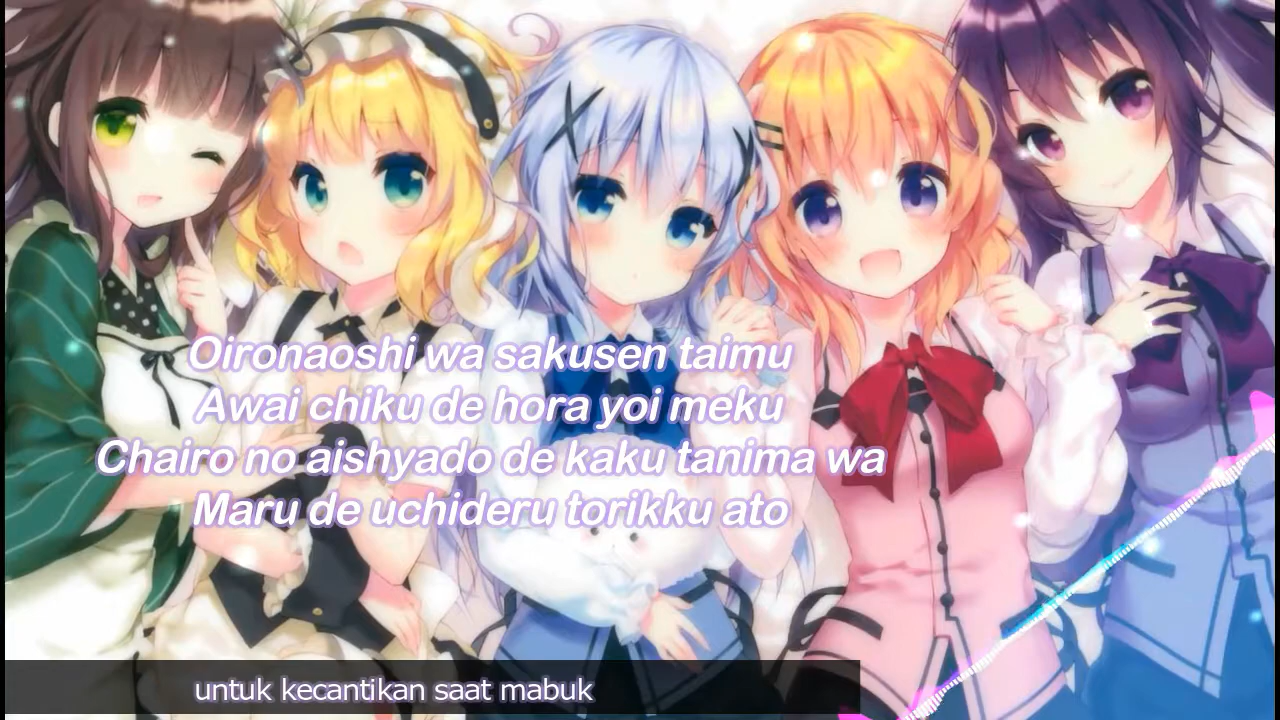 Oironaoshi wa sakusen taimu
Awai chiku de hora yoi meku
Chairo no aishyado de kaku tanima wa
Maru de uchideru torikku ato
untuk kecantikan saat mabuk